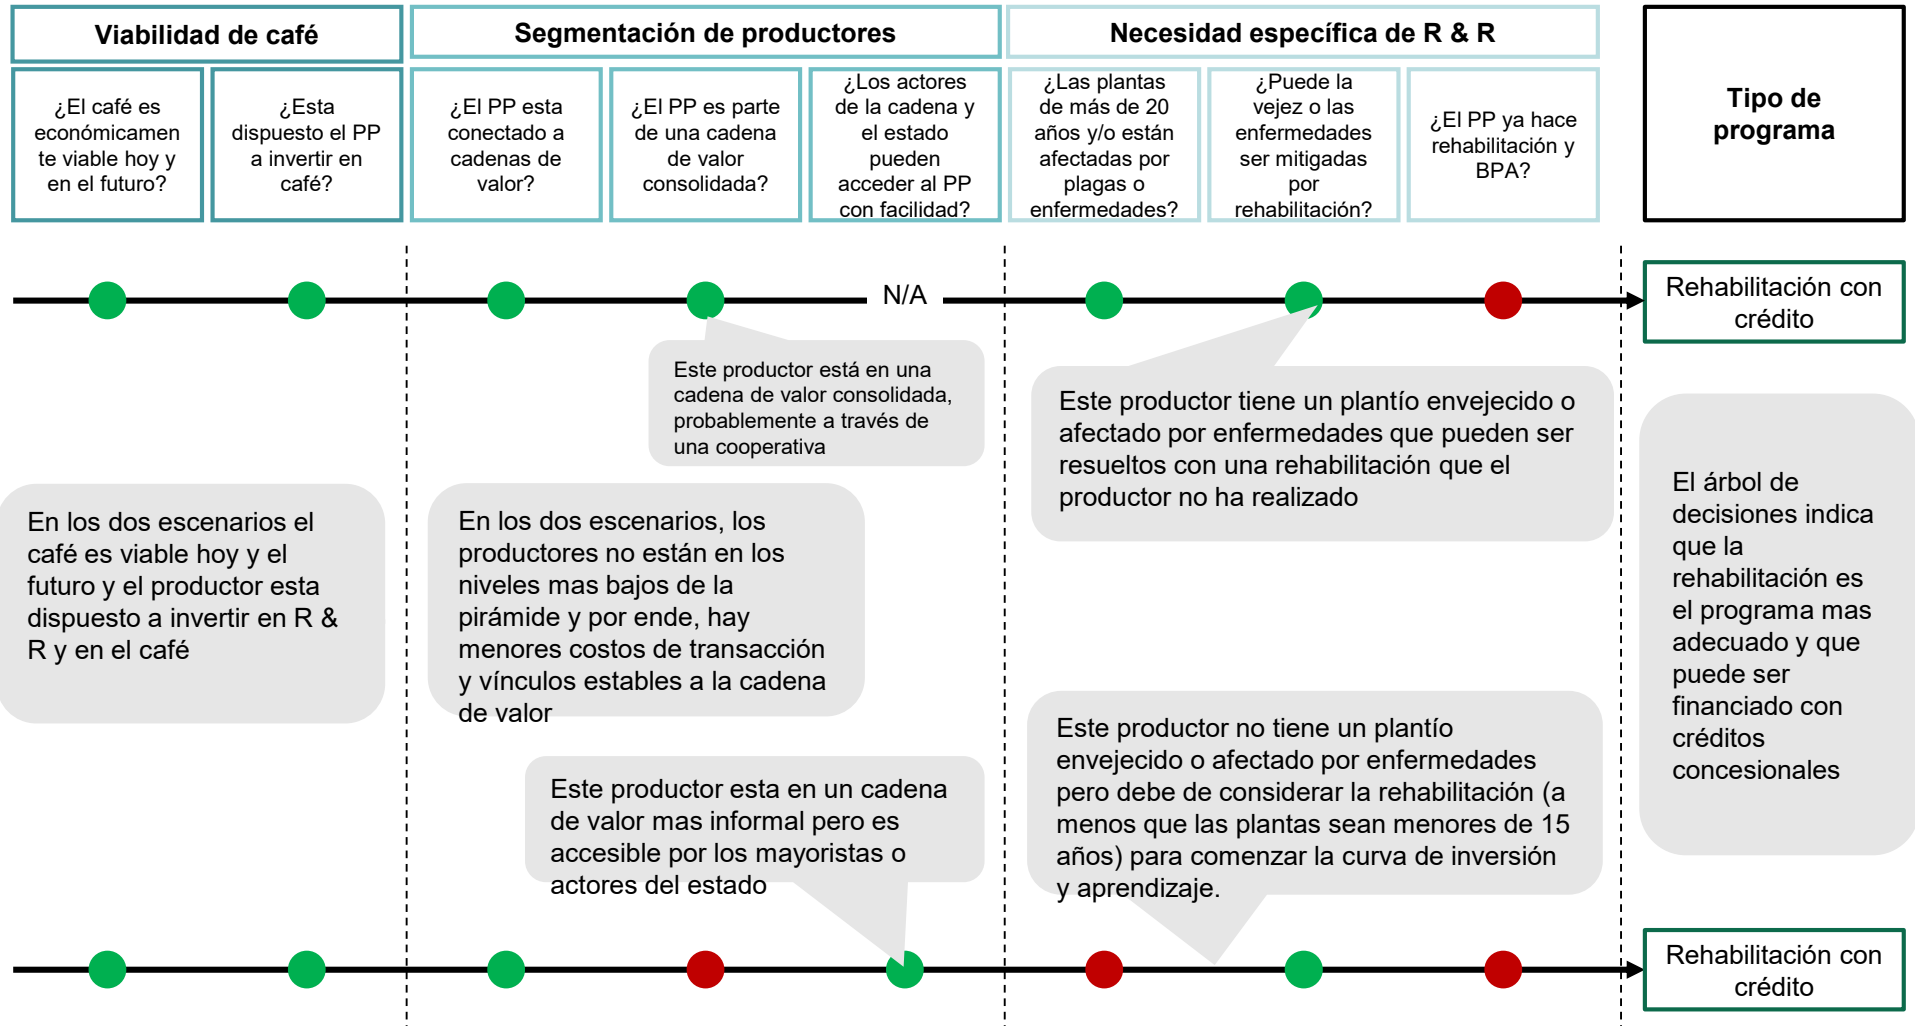 Viabilidad de café
Segmentación de productores
Necesidad específica de R & R
Tipo de
programa
¿El café es
económicamen
te viable hoy y
en el futuro?
¿Esta
dispuesto el PP
a invertir en
café?
¿El PP esta
conectado a
cadenas de
valor?
¿El PP es parte
de una cadena
de valor
consolidada?
¿Los actores
de la cadena y
el estado
pueden
acceder al PP
con facilidad?
¿Las plantas
de más de 20
años y/o están
afectadas por
plagas o
enfermedades?
¿Puede la
vejez o las
enfermedades
ser mitigadas
por
rehabilitación?
¿El PP ya hace
rehabilitación y
BPA?
N/A
Rehabilitación con
crédito
Este productor está en una
cadena de valor consolidada,
probablemente a través de
una cooperativa
Este productor tiene un plantío envejecido o
afectado por enfermedades que pueden ser
resueltos con una rehabilitación que el
productor no ha realizado
En los dos escenarios el
café es viable hoy y el
futuro y el productor esta
dispuesto a invertir en R &
R y en el café
En los dos escenarios, los
productores no están en los
niveles mas bajos de la
pirámide y por ende, hay
menores costos de transacción
y vínculos estables a la cadena
de valor
El árbol de
decisiones indica
que la
rehabilitación es
el programa mas
adecuado y que
puede ser
financiado con
créditos
concesionales
Este productor esta en un cadena
de valor mas informal pero es
accesible por los mayoristas o
actores del estado
Este productor no tiene un plantío
envejecido o afectado por enfermedades
pero debe de considerar la rehabilitación (a
menos que las plantas sean menores de 15
años) para comenzar la curva de inversión
y aprendizaje.
Rehabilitación con
crédito